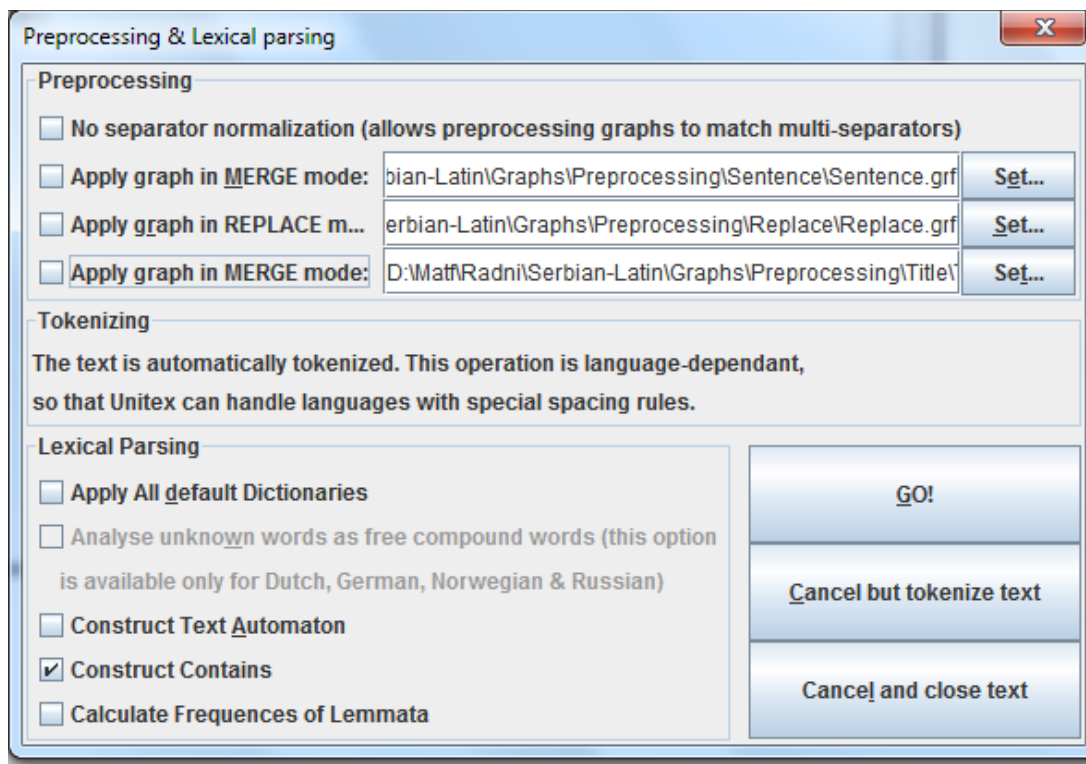 Preprocessing & Lexical parsing
Preprocessing
No separator normalization (allows preprocessing graphs to match multi-separators)
Apply graph in MERGE mode: bian-Latin\Graphs\Preprocessing\Sentence\Sentence.grf Set...
Apply graph in REPLACE m... erbian-Latin\Graphs\Preprocessing\Replace\Replace.grf Set...
Apply graph in MERGE mode: D:\Matf\Radni\Serbian-Latin\Graphs\Preprocessing\Title\ Set...
Tokenizing
The text is automatically tokenized. This operation is language-dependant,
so that Unitex can handle languages with special spacing rules.
Lexical Parsing
Apply All default Dictionaries
Analyse unknown words as free compound words (this option
is available only for Dutch, German, Norwegian & Russian)
Construct Text Automaton
Construct Contains
Calculate Frequences of Lemmata
GO!
Cancel but tokenize text
Cancel and close text